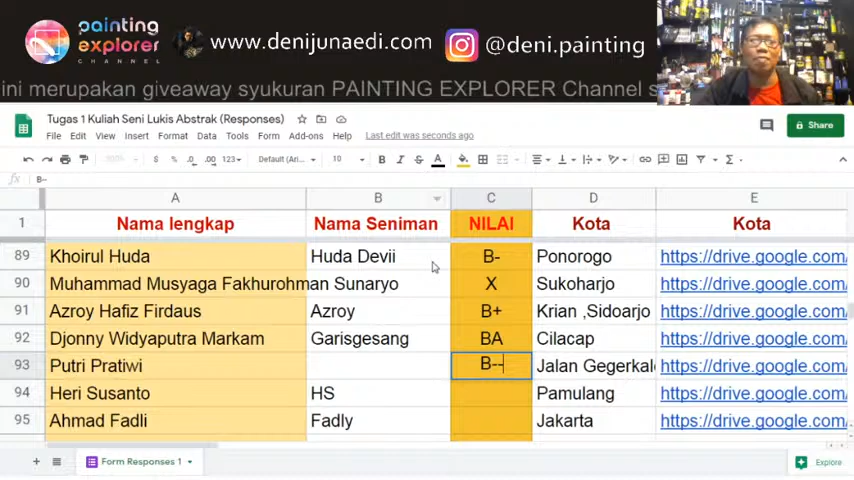 painting explorer CHANNEL www.denijunaedi.com @deni.painting
ini merupakan giveaway syukuran PAINTING EXPLORER Channel s
Tugas 1 Kuliah Seni Lukis Abstrak (Responses)
File Edit View Insert Format Data Tools Form Add-ons Help Last edit was seconds ago Share
100% $ % .0 .00 123 Default (Ari... 10 B I S A
fx B--
A B C D E
1 Nama lengkap Nama Seniman NILAI Kota Kota
89 Khoirul Huda Huda Devii B- Ponorogo https://drive.google.com/
90 Muhammad Musyaga Fakhurohman Sunaryo X Sukoharjo https://drive.google.com/
91 Azroy Hafiz Firdaus Azroy B+ Krian ,Sidoarjo https://drive.google.com/
92 Djonny Widyaputra Markam Garisgesang BA Cilacap https://drive.google.com/
93 Putri Pratiwi B-- Jalan Gegerkal https://drive.google.com/
94 Heri Susanto HS Pamulang https://drive.google.com/
95 Ahmad Fadli Fadly Jakarta https://drive.google.com/
Form Responses 1 Explore